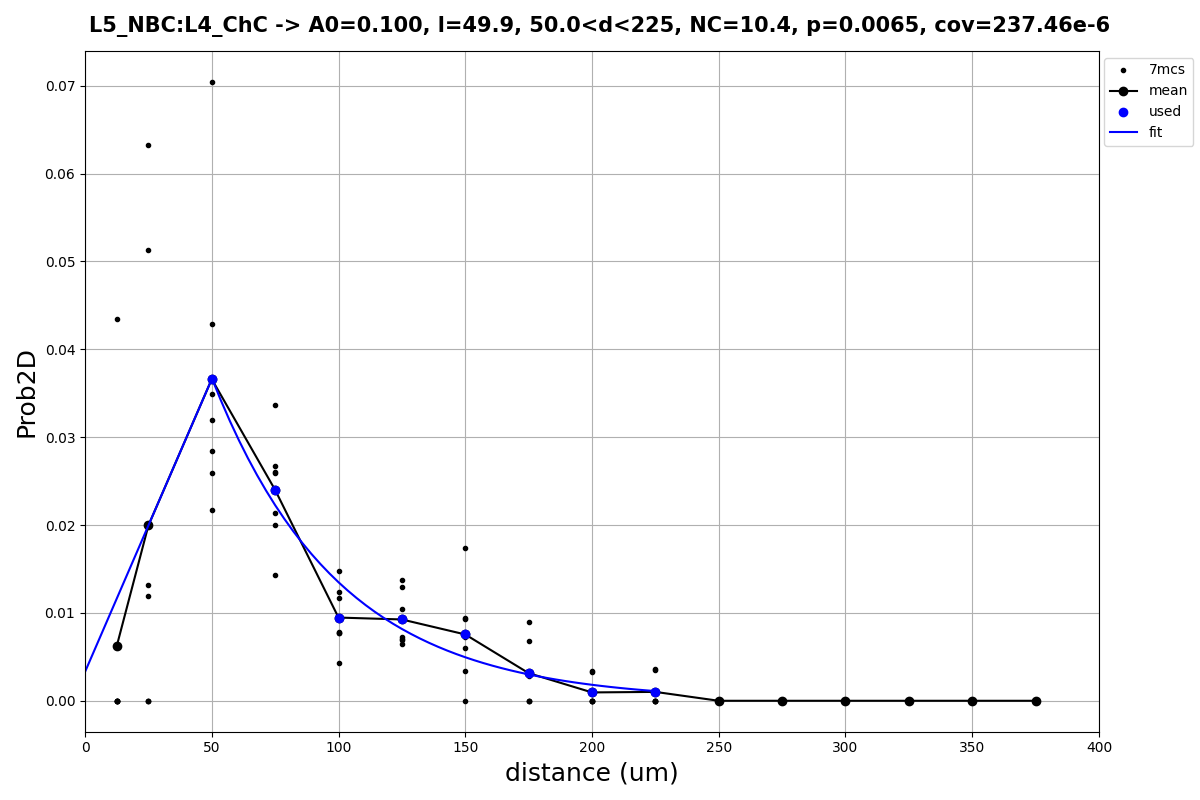 L5_NBC:L4_ChC -> A0=0.100, l=49.9, 50.0<d<225, NC=10.4, p=0.0065, cov=237.46e-6
7mcs
mean
used
fit
0.07
0.06
0.05
0.04
0.03
0.02
0.01
0.00
Prob2D
0 50 100 150 200 250 300 350 400
distance (um)